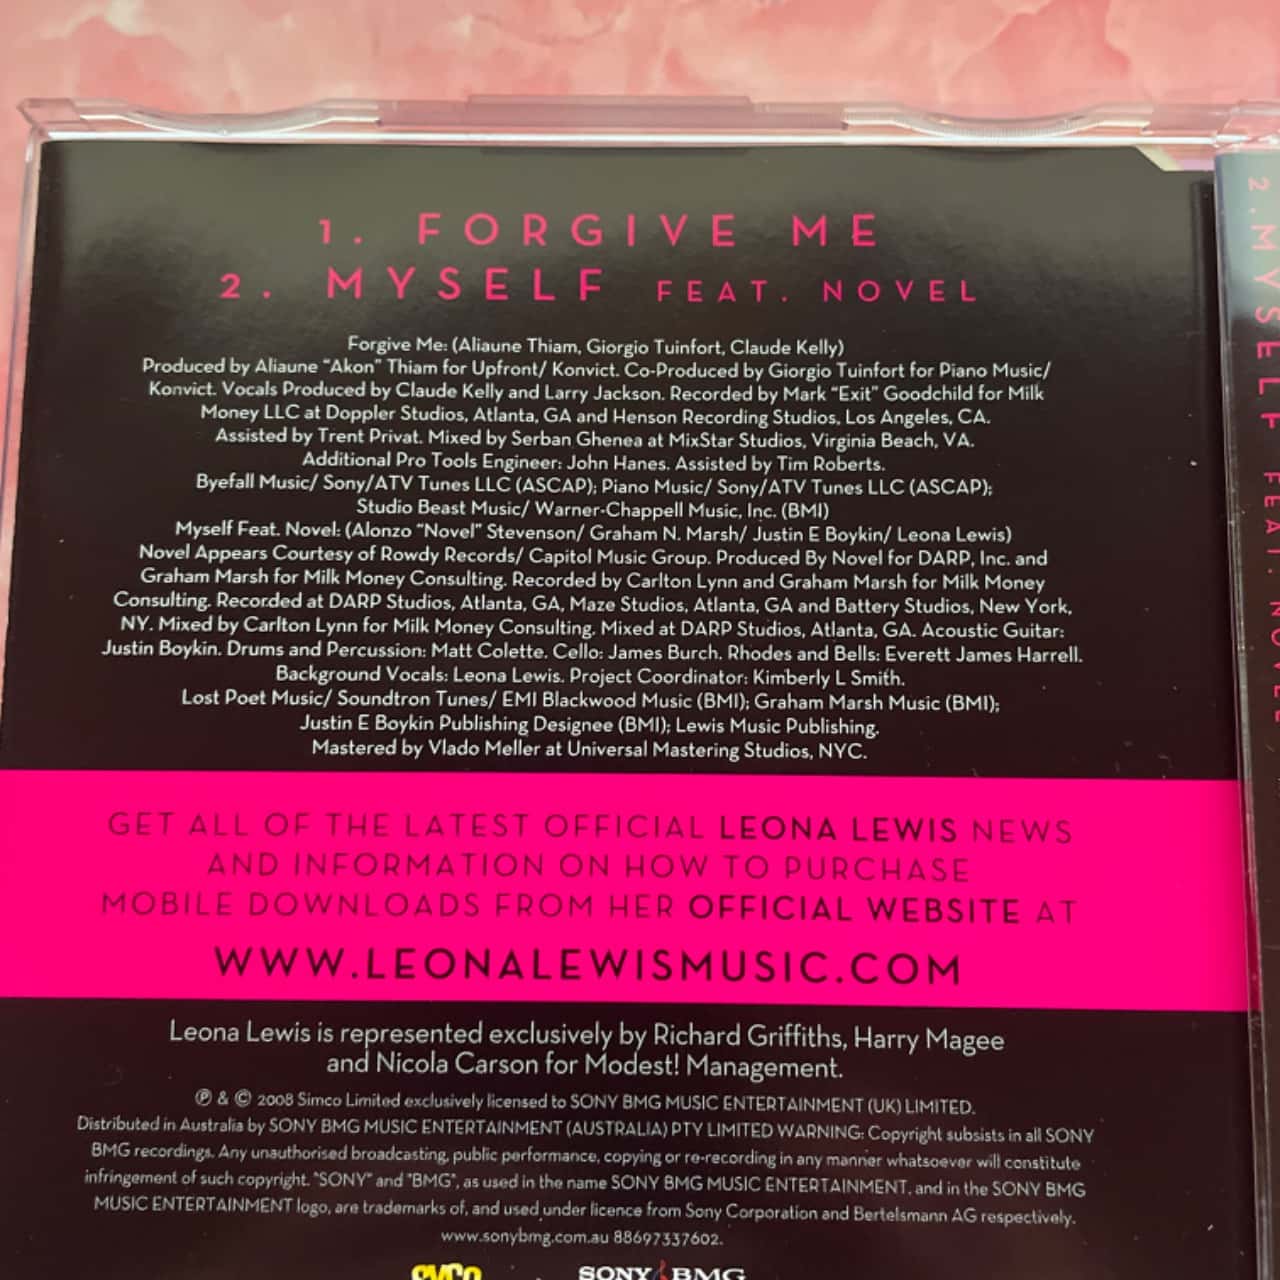 1. FORGIVE ME
2. MYSELF FEAT. NOVEL
Forgive Me: (Aliaune Thiam, Giorgio Tuinfort, Claude Kelly)
Produced by Aliaune "Akon" Thiam for Upfront/ Konvict. Co-Produced by Giorgio Tuinfort for Piano Music/
Konvict. Vocals Produced by Claude Kelly and Larry Jackson. Recorded by Mark "Exit" Goodchild for Milk
Money LLC at Doppler Studios, Atlanta, GA and Henson Recording Studios, Los Angeles, CA.
Assisted by Trent Privat. Mixed by Serban Ghenea at MixStar Studios, Virginia Beach, VA.
Additional Pro Tools Engineer: John Hanes. Assisted by Tim Roberts.
Byefall Music/ Sony/ATV Tunes LLC (ASCAP); Piano Music/ Sony/ATV Tunes LLC (ASCAP);
Studio Beast Music/ Warner-Chappell Music, Inc. (BMI)
Myself Feat. Novel: (Alonzo "Novel" Stevenson/ Graham N. Marsh/ Justin E Boykin/ Leona Lewis)
Novel Appears Courtesy of Rowdy Records/ Capitol Music Group. Produced By Novel for DARP, Inc. and
Graham Marsh for Milk Money Consulting. Recorded by Carlton Lynn and Graham Marsh for Milk Money
Consulting. Recorded at DARP Studios, Atlanta, GA, Maze Studios, Atlanta, GA and Battery Studios, New York,
NY. Mixed by Carlton Lynn for Milk Money Consulting. Mixed at DARP Studios, Atlanta, GA. Acoustic Guitar:
Justin Boykin. Drums and Percussion: Matt Colette. Cello: James Burch. Rhodes and Bells: Everett James Harrell.
Background Vocals: Leona Lewis. Project Coordinator: Kimberly L Smith.
Lost Poet Music/ Soundtron Tunes/ EMI Blackwood Music (BMI); Graham Marsh Music (BMI);
Justin E Boykin Publishing Designee (BMI); Lewis Music Publishing.
Mastered by Vlado Meller at Universal Mastering Studios, NYC.
GET ALL OF THE LATEST OFFICIAL LEONA LEWIS NEWS
AND INFORMATION ON HOW TO PURCHASE
MOBILE DOWNLOADS FROM HER OFFICIAL WEBSITE AT
WWW.LEONALEWISMUSIC.COM
Leona Lewis is represented exclusively by Richard Griffiths, Harry Magee
and Nicola Carson for Modest! Management.
℗ & © 2008 Simco Limited exclusively licensed to SONY BMG MUSIC ENTERTAINMENT (UK) LIMITED.
Distributed in Australia by SONY BMG MUSIC ENTERTAINMENT (AUSTRALIA) PTY LIMITED WARNING: Copyright subsists in all SONY
BMG recordings. Any unauthorised broadcasting, public performance, copying or re-recording in any manner whatsoever will constitute
infringement of such copyright. "SONY" and "BMG", as used in the name SONY BMG MUSIC ENTERTAINMENT, and in the SONY BMG
MUSIC ENTERTAINMENT logo, are trademarks of, and used under licence from Sony Corporation and Bertelsmann AG respectively.
www.sonybmg.com.au 88697337602.
syco SONY BMG
2. MYSELF FEAT. NOVEL